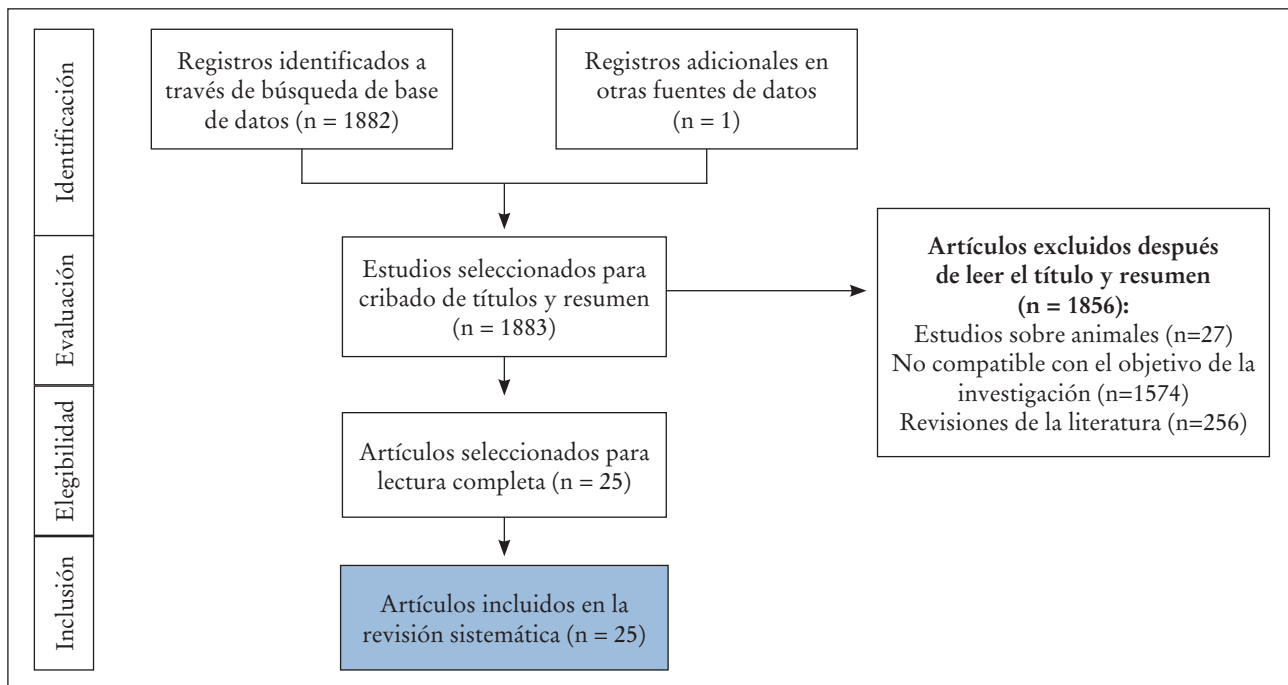 Identificación
Registros identificados a
través de búsqueda de base
de datos (n = 1882)
Registros adicionales en
otras fuentes de datos
(n = 1)
Evaluación
Estudios seleccionados para
cribado de títulos y resumen
(n = 1883)
Artículos excluidos después
de leer el título y resumen
(n = 1856):
Estudios sobre animales (n=27)
No compatible con el objetivo de la
investigación (n=1574)
Revisiones de la literatura (n=256)
Elegibilidad
Artículos seleccionados para
lectura completa (n = 25)
Inclusión
Artículos incluidos en la
revisión sistemática (n = 25)